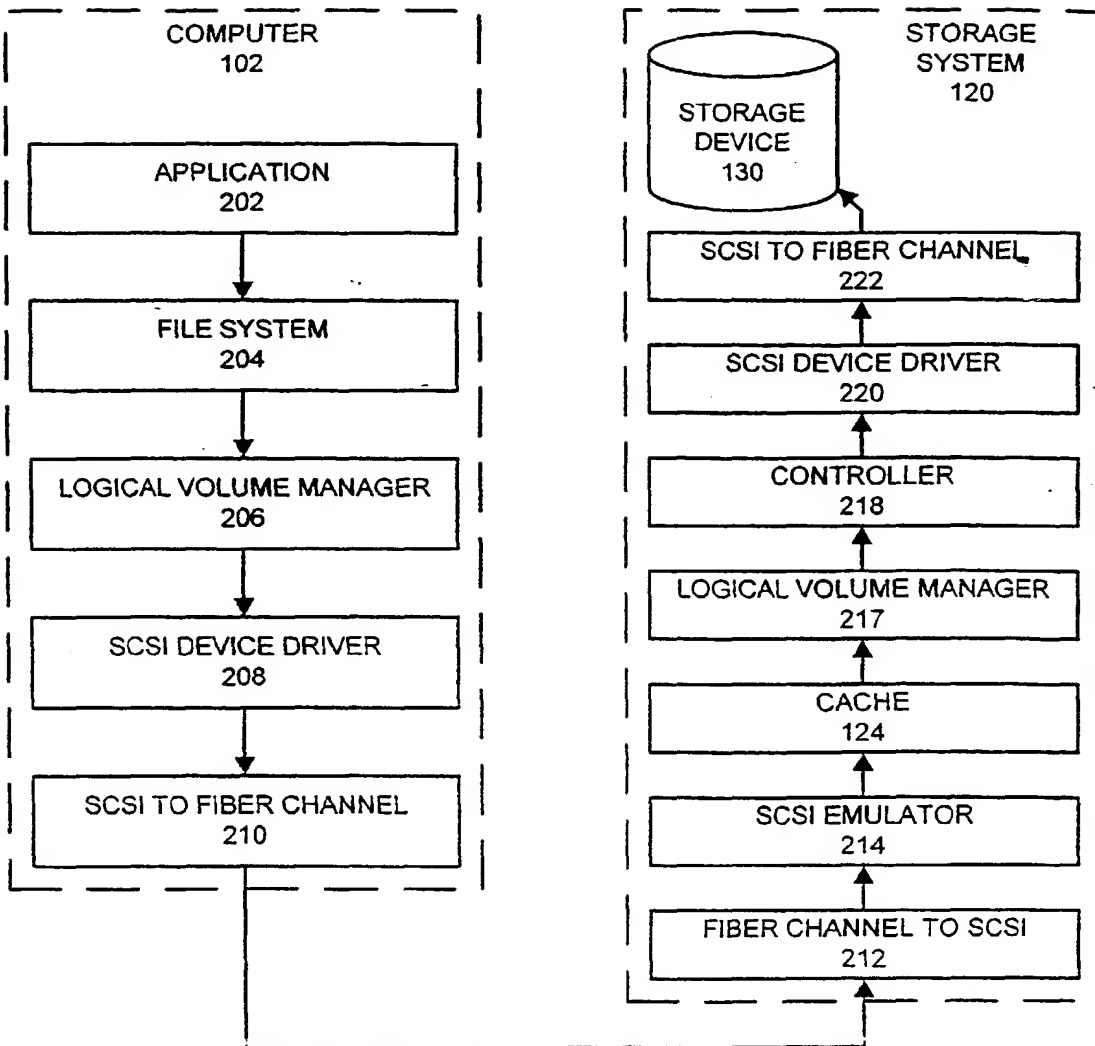 COMPUTER
102
APPLICATION
202
FILE SYSTEM
204
LOGICAL VOLUME MANAGER
206
SCSI DEVICE DRIVER
208
SCSI TO FIBER CHANNEL
210
STORAGE
SYSTEM
120
STORAGE
DEVICE
130
SCSI TO FIBER CHANNEL
222
SCSI DEVICE DRIVER
220
CONTROLLER
218
LOGICAL VOLUME MANAGER
217
CACHE
124
SCSI EMULATOR
214
FIBER CHANNEL TO SCSI
212